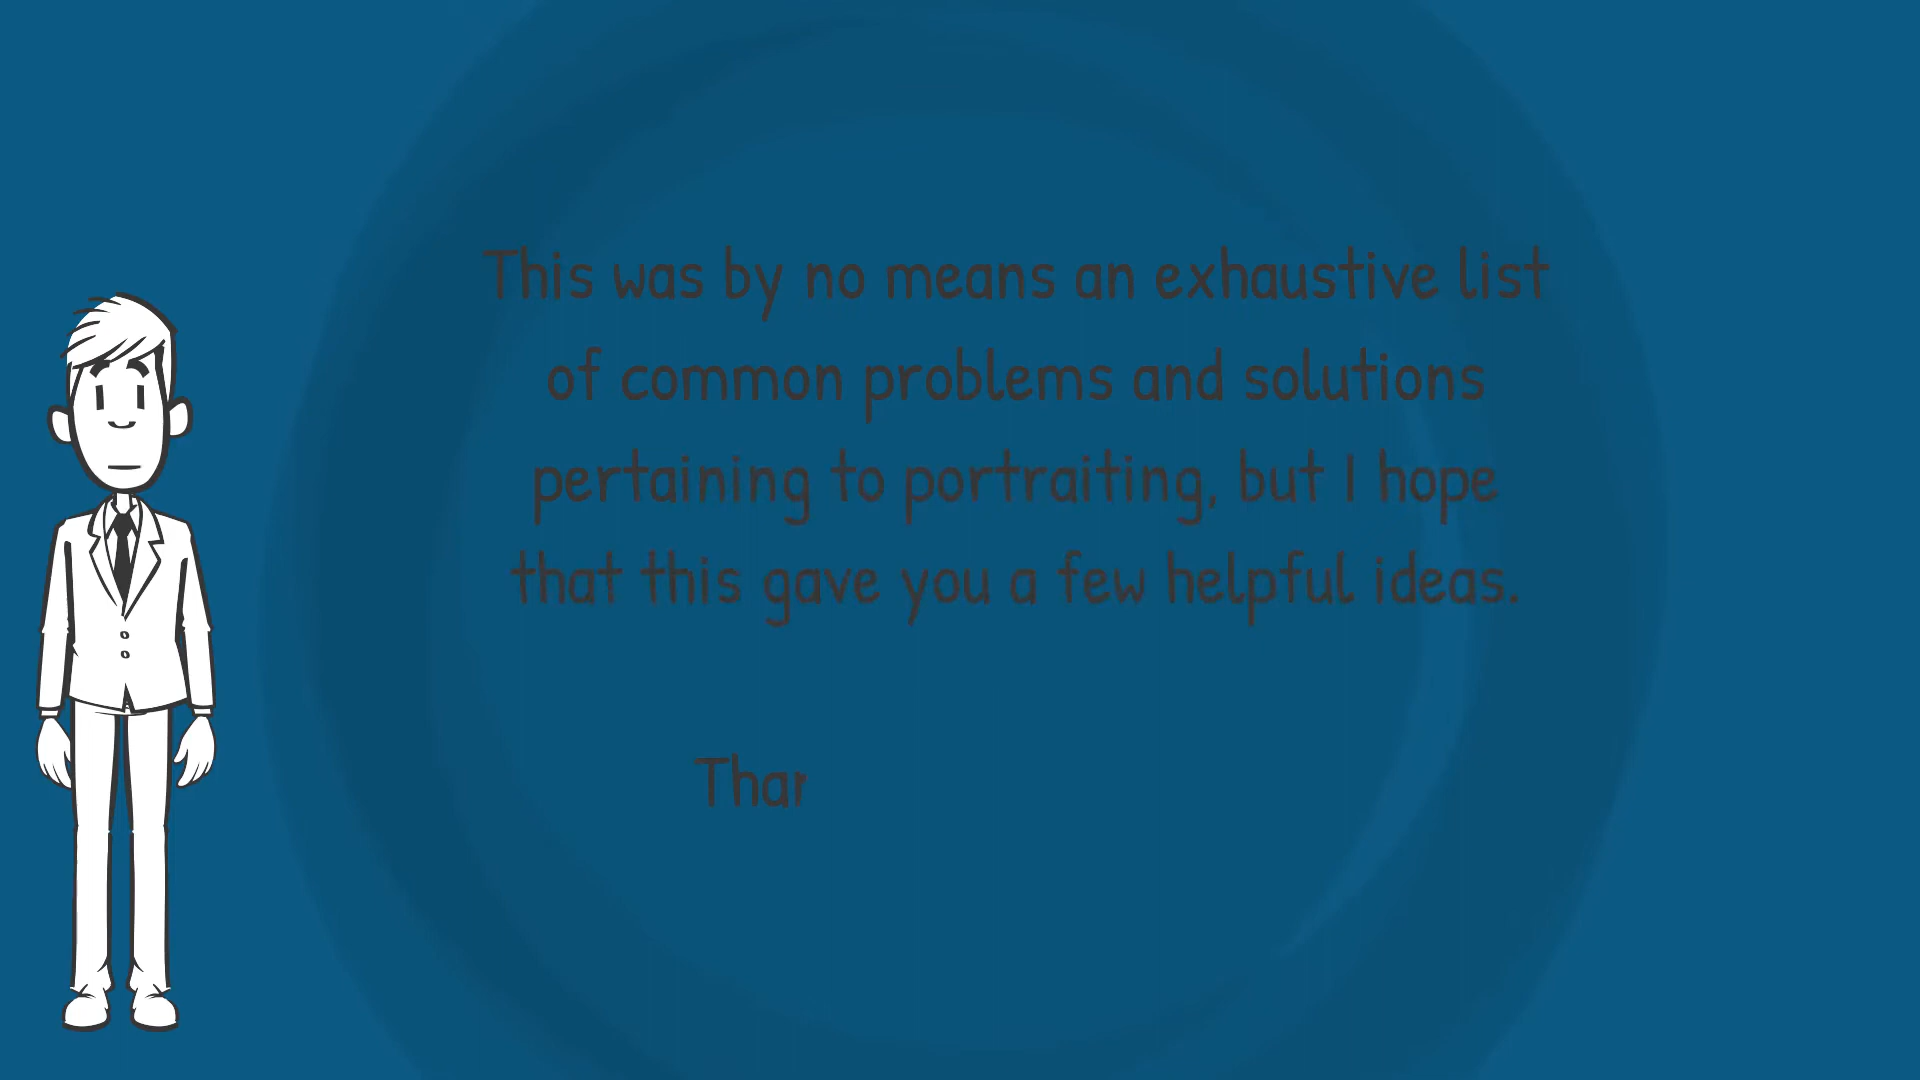 This was by no means an exhaustive list
of common problems and solutions
pertaining to portraiting, but I hope
that this gave you a few helpful ideas.